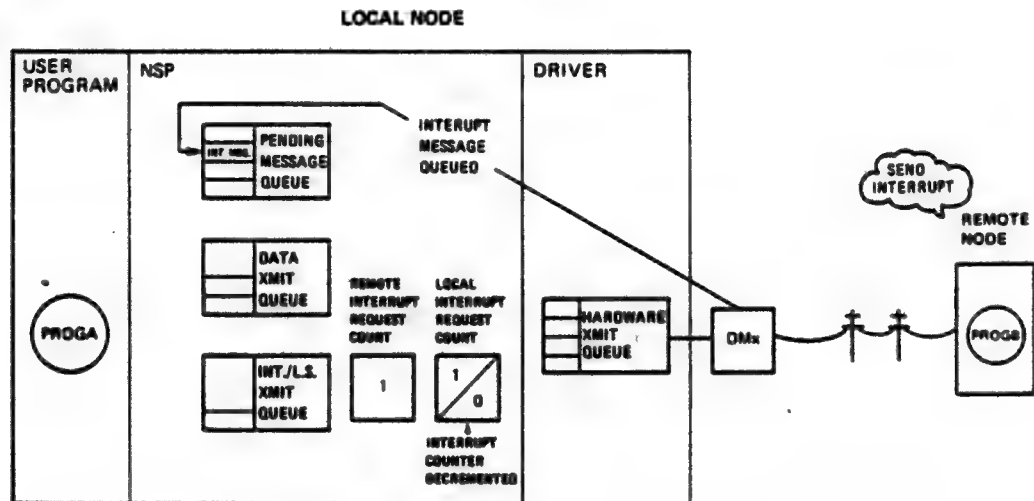 LOCAL NODE
USER
PROGRAM
NSP
DRIVER
INT MSG.
PENDING
MESSAGE
QUEUE
INTERUPT
MESSAGE
QUEUED
SEND
INTERRUPT
REMOTE
NODE
DATA
XMIT
QUEUE
REMOTE
INTERRUPT
REQUEST
COUNT
LOCAL
INTERRUPT
REQUEST
COUNT
PROGA
HARDWARE
XMIT
QUEUE
DMx
PROGB
INT./L.S.
XMIT
QUEUE
1
1
0
INTERRUPT
COUNTER
DECREMENTED